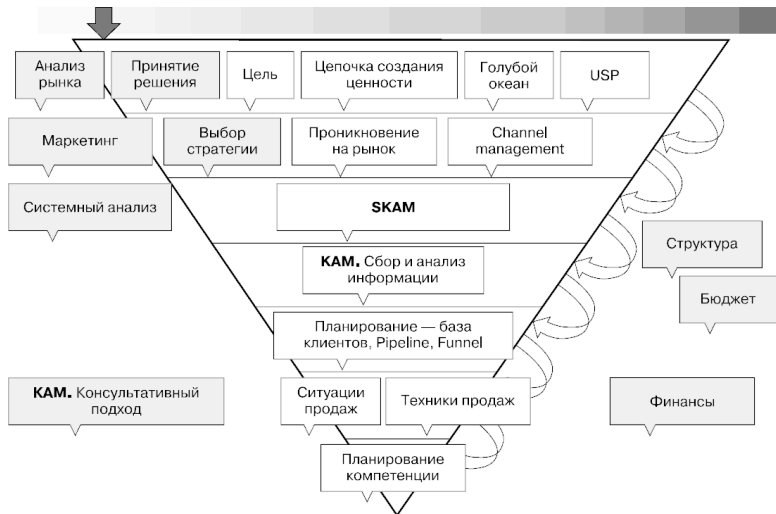 Анализ
рынка
Принятие
решения
Цель
Цепочка создания
ценности
Голубой
океан
USP
Маркетинг
Выбор
стратегии
Проникновение
на рынок
Channel
management
Системный анализ
SKAM
Структура
КАМ. Сбор и анализ
информации
Бюджет
Планирование — база
клиентов, Pipeline, Funnel
КАМ. Консультативный
подход
Ситуации
продаж
Техники продаж
Финансы
Планирование
компетенции